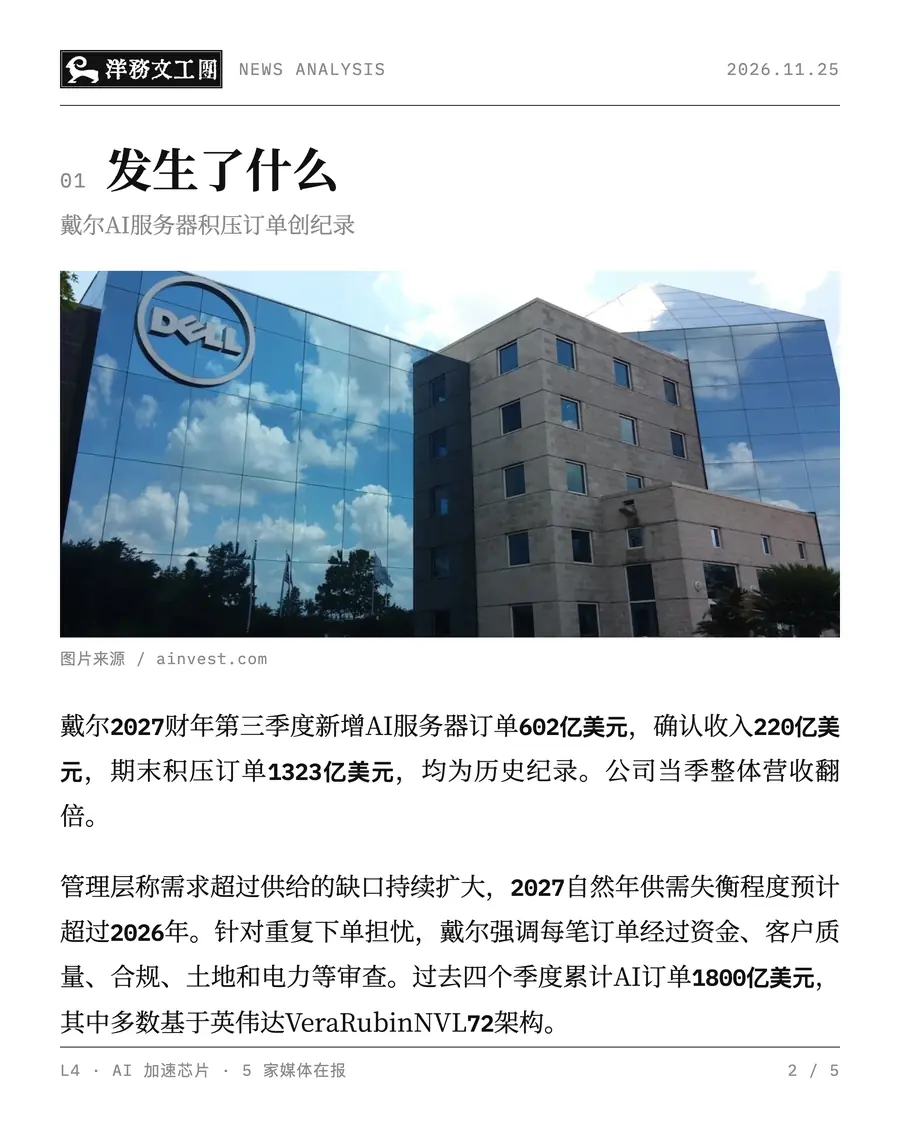 洋務文工團 NEWS ANALYSIS 2026.11.25
01 发生了什么
戴尔AI服务器积压订单创纪录
DELL
图片来源 / ainvest.com
戴尔2027财年第三季度新增AI服务器订单602亿美元，确认收入220亿美
元，期末积压订单1323亿美元，均为历史纪录。公司当季整体营收翻
倍。
管理层称需求超过供给的缺口持续扩大，2027自然年供需失衡程度预计
超过2026年。针对重复下单担忧，戴尔强调每笔订单经过资金、客户质
量、合规、土地和电力等审查。过去四个季度累计AI订单1800亿美元，
其中多数基于英伟达VeraRubinNVL72架构。
L4 · AI 加速芯片 · 5 家媒体在报 2 / 5